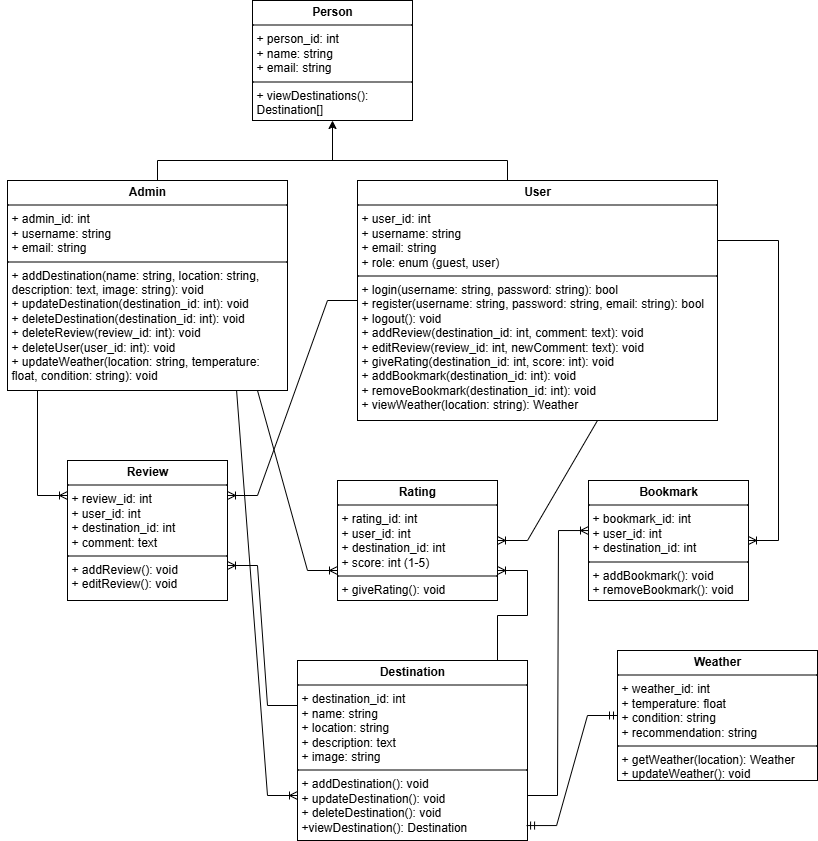 Person
+ person_id: int
+ name: string
+ email: string
+ viewDestinations():
Destination[]
Admin
+ admin_id: int
+ username: string
+ email: string
+ addDestination(name: string, location: string,
description: text, image: string): void
+ updateDestination(destination_id: int): void
+ deleteDestination(destination_id: int): void
+ deleteReview(review_id: int): void
+ deleteUser(user_id: int): void
+ updateWeather(location: string, temperature:
float, condition: string): void
User
+ user_id: int
+ username: string
+ email: string
+ role: enum (guest, user)
+ login(username: string, password: string): bool
+ register(username: string, password: string, email: string): bool
+ logout(): void
+ addReview(destination_id: int, comment: text): void
+ editReview(review_id: int, newComment: text): void
+ giveRating(destination_id: int, score: int): void
+ addBookmark(destination_id: int): void
+ removeBookmark(destination_id: int): void
+ viewWeather(location: string): Weather
Review
+ review_id: int
+ user_id: int
+ destination_id: int
+ comment: text
+ addReview(): void
+ editReview(): void
Rating
+ rating_id: int
+ user_id: int
+ destination_id: int
+ score: int (1-5)
+ giveRating(): void
Bookmark
+ bookmark_id: int
+ user_id: int
+ destination_id: int
+ addBookmark(): void
+ removeBookmark(): void
Destination
+ destination_id: int
+ name: string
+ location: string
+ description: text
+ image: string
+ addDestination(): void
+ updateDestination(): void
+ deleteDestination(): void
+viewDestination(): Destination
Weather
+ weather_id: int
+ temperature: float
+ condition: string
+ recommendation: string
+ getWeather(location): Weather
+ updateWeather(): void